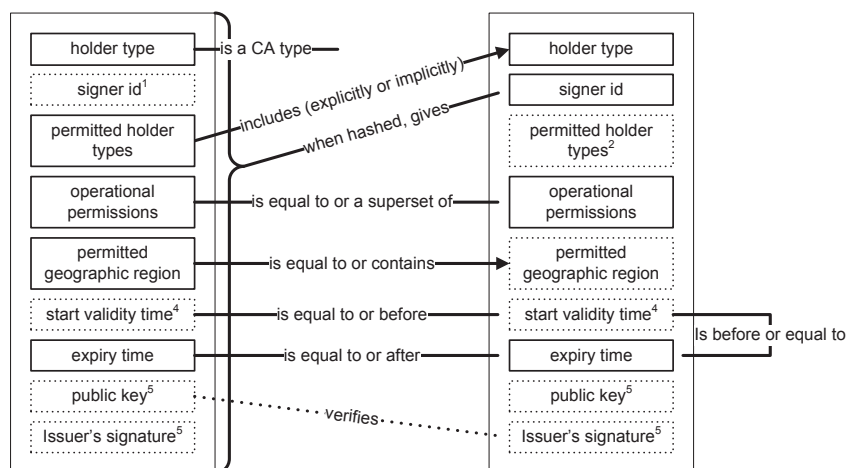 holder type
is a CA type
holder type
signer id¹
includes (explicitly or implicitly)
signer id
permitted holder
types
when hashed, gives
permitted holder
types²
operational
permissions
is equal to or a superset of
operational
permissions
permitted
geographic region
is equal to or contains
permitted
geographic region
start validity time⁴
is equal to or before
start validity time⁴
Is before or equal to
expiry time
is equal to or after
expiry time
public key⁵
verifies
public key⁵
Issuer's signature⁵
Issuer's signature⁵